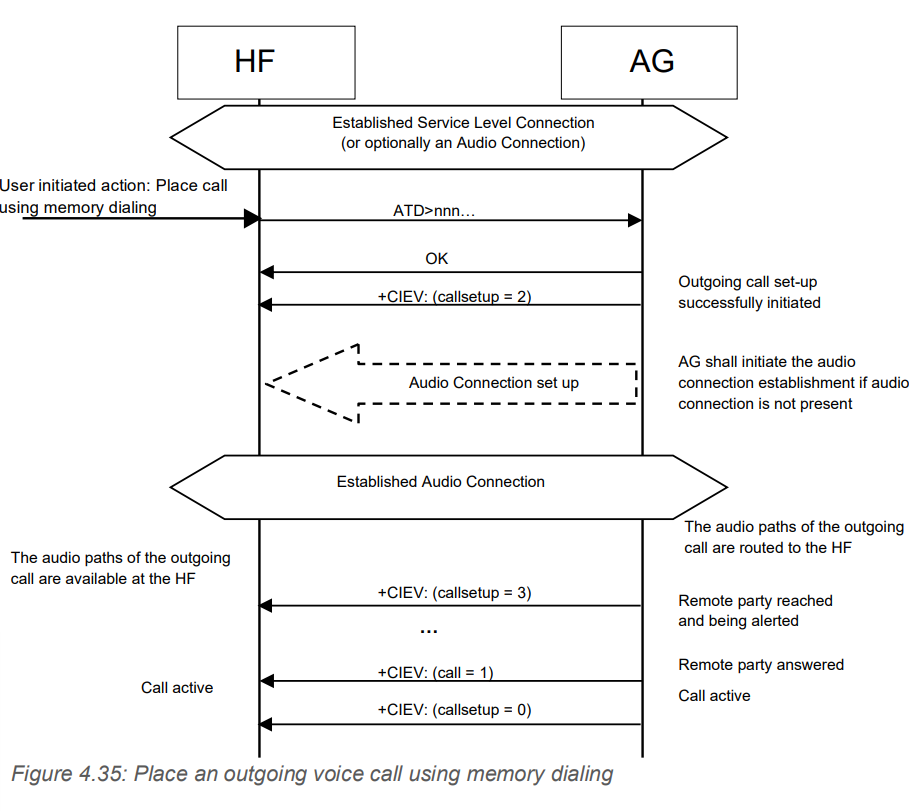 HF
AG
Established Service Level Connection
(or optionally an Audio Connection)
User initiated action: Place call
using memory dialing
ATD>nnn…
OK
+CIEV: (callsetup = 2)
Outgoing call set-up
successfully initiated
Audio Connection set up
AG shall initiate the audio
connection establishment if audio
connection is not present
Established Audio Connection
The audio paths of the outgoing
call are routed to the HF
The audio paths of the outgoing
call are available at the HF
+CIEV: (callsetup = 3)
Remote party reached
and being alerted
…
+CIEV: (call = 1)
Remote party answered
Call active
Call active
+CIEV: (callsetup = 0)
Figure 4.35: Place an outgoing voice call using memory dialing